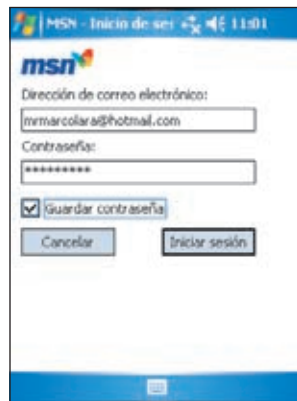 MSN - Inicio de ser 11:01
msn
Dirección de correo electrónico:
mrmarcolara@hotmail.com
Contraseña:
*********
Guardar contraseña
Cancelar
Iniciar sesión